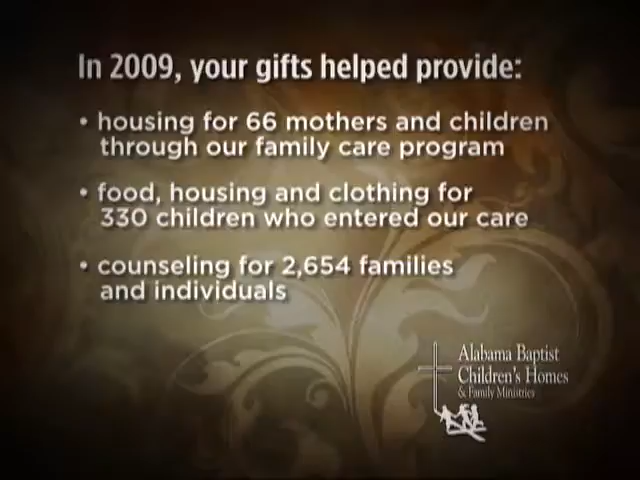 In 2009, your gifts helped provide:
• housing for 66 mothers and children
through our family care program
• food, housing and clothing for
330 children who entered our care
• counseling for 2,654 families
and individuals
Alabama Baptist
Children's Homes
& Family Ministries